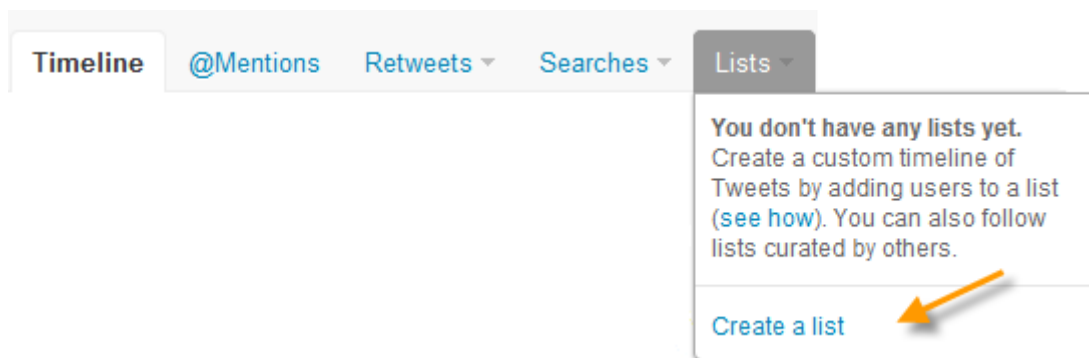 Timeline @Mentions Retweets Searches Lists
You don't have any lists yet.
Create a custom timeline of
Tweets by adding users to a list
(see how). You can also follow
lists curated by others.
Create a list